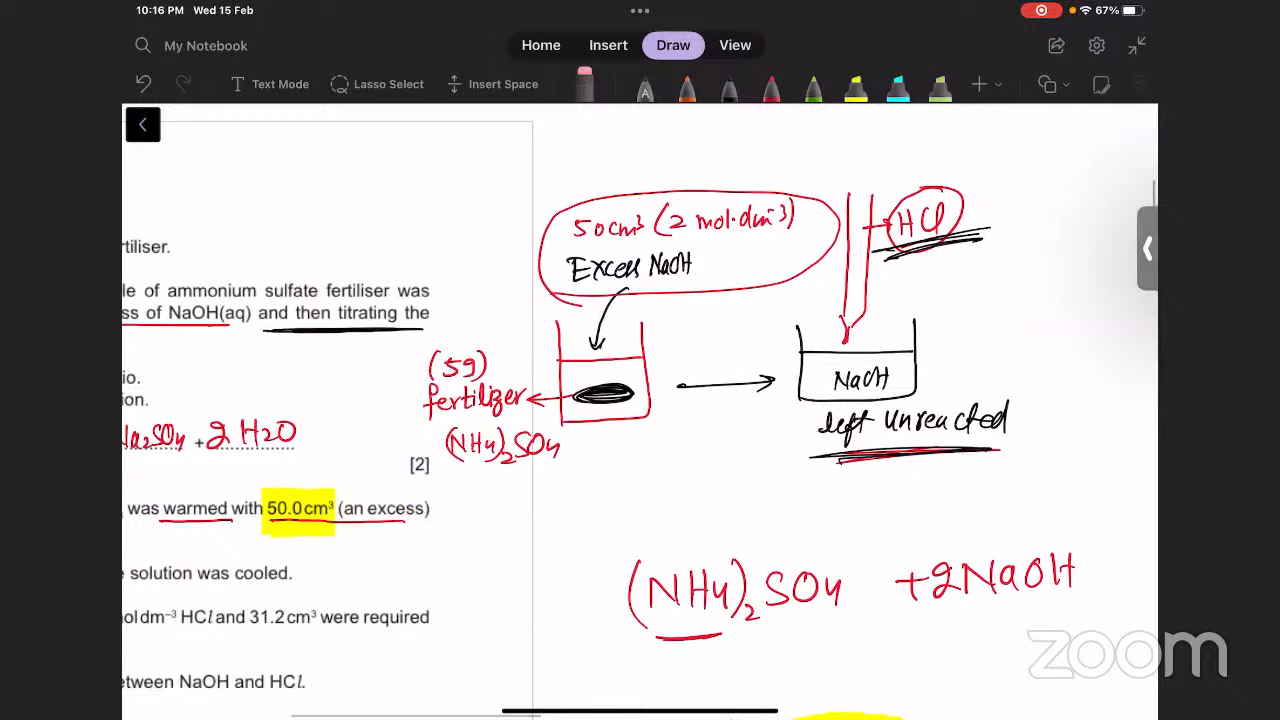 10:16 PM Wed 15 Feb
67%
My Notebook
Home Insert Draw View
Text Mode Lasso Select Insert Space
A
rtiliser.
le of ammonium sulfate fertiliser was
ss of NaOH(aq) and then titrating the
io.
tion.
Na2SO4 + 2 H2O
[2]
was warmed with 50.0 cm³ (an excess)
e solution was cooled.
nol dm⁻³ HCl and 31.2 cm³ were required
etween NaOH and HCl.
50cm³ (2 mol·dm⁻³)
Excess NaOH
HCl
(5g)
fertilizer
(NH4)2SO4
NaOH
left unreacted
(NH4)2SO4 + 2NaOH
zoom